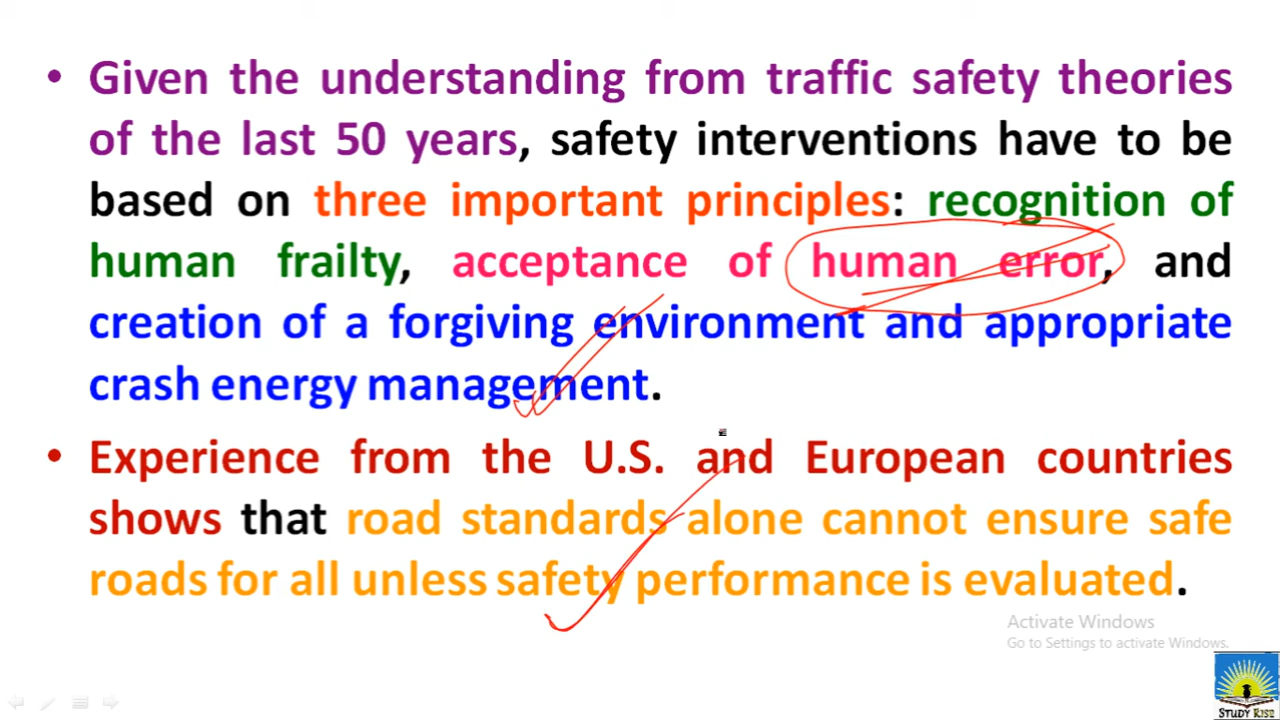 • Given the understanding from traffic safety theories
of the last 50 years, safety interventions have to be
based on three important principles: recognition of
human frailty, acceptance of human error, and
creation of a forgiving environment and appropriate
crash energy management.
• Experience from the U.S. and European countries
shows that road standards alone cannot ensure safe
roads for all unless safety performance is evaluated.
Activate Windows
Go to Settings to activate Windows.
STUDY RISE